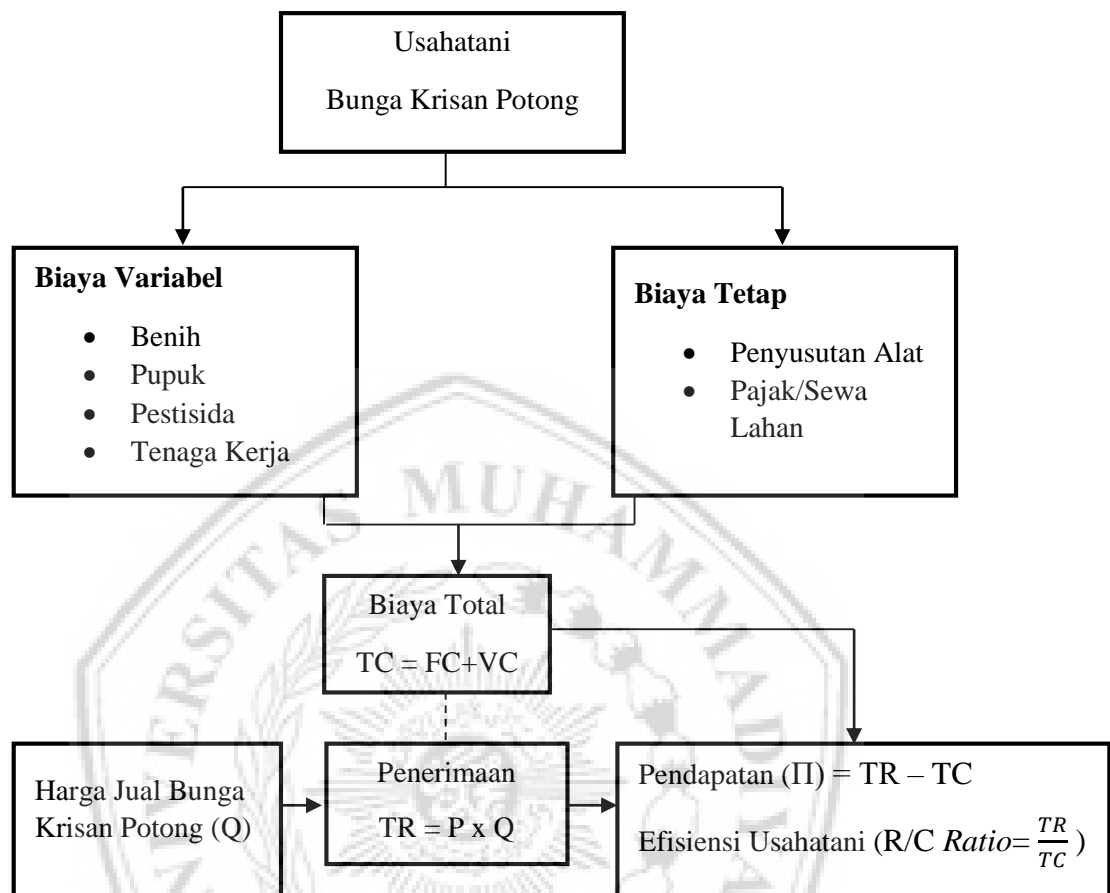 Usahatani
Bunga Krisan Potong
Biaya Variabel
• Benih
• Pupuk
• Pestisida
• Tenaga Kerja
Biaya Tetap
• Penyusutan Alat
• Pajak/Sewa
Lahan
Biaya Total
TC = FC+VC
Harga Jual Bunga
Krisan Potong (Q)
Penerimaan
TR = P x Q
Pendapatan (Π) = TR – TC
Efisiensi Usahatani (R/C Ratio= TR/TC )
MUHAMMADIYA
VERSITAS